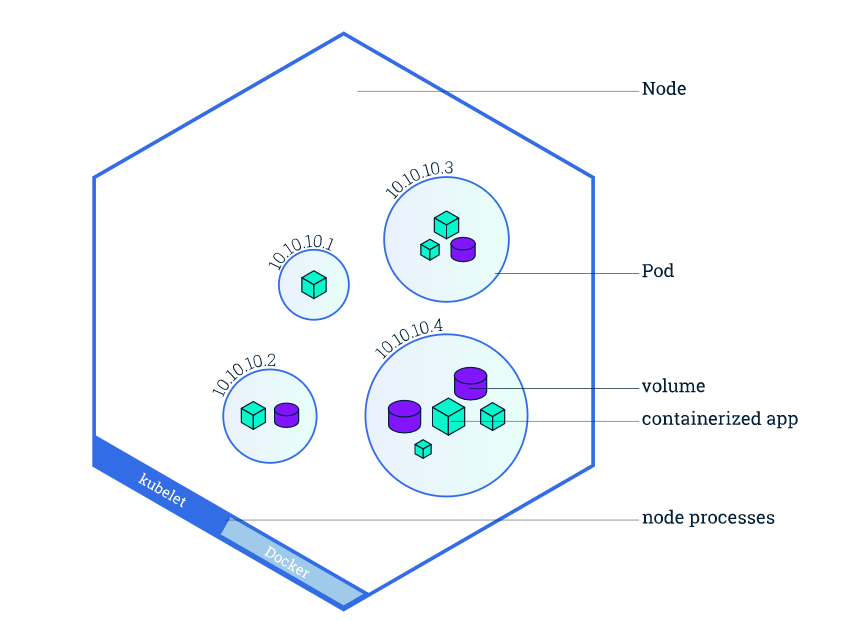 Node
10.10.10.3
10.10.10.1
Pod
10.10.10.4
10.10.10.2
volume
containerized app
kubelet
node processes
Docker